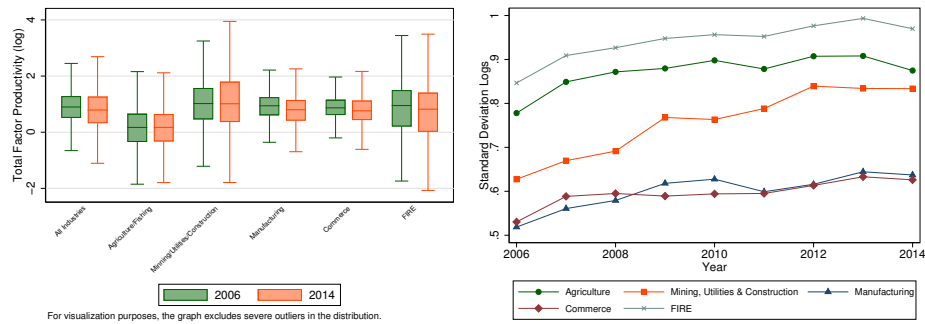 Total Factor Productivity (log)
4
2
0
−2
All Industries
Agriculture/Fishing
Minning/Utilises/Construction
Manufacturing
Commerce
FIRE
2006
2014
For visualization purposes, the graph excludes severe outliers in the distribution.
Standard Deviation Logs
1
.9
.8
.7
.6
.5
2006 2008 2010 2012 2014
Year
Agriculture Mining, Utilities & Construction Manufacturing
Commerce FIRE